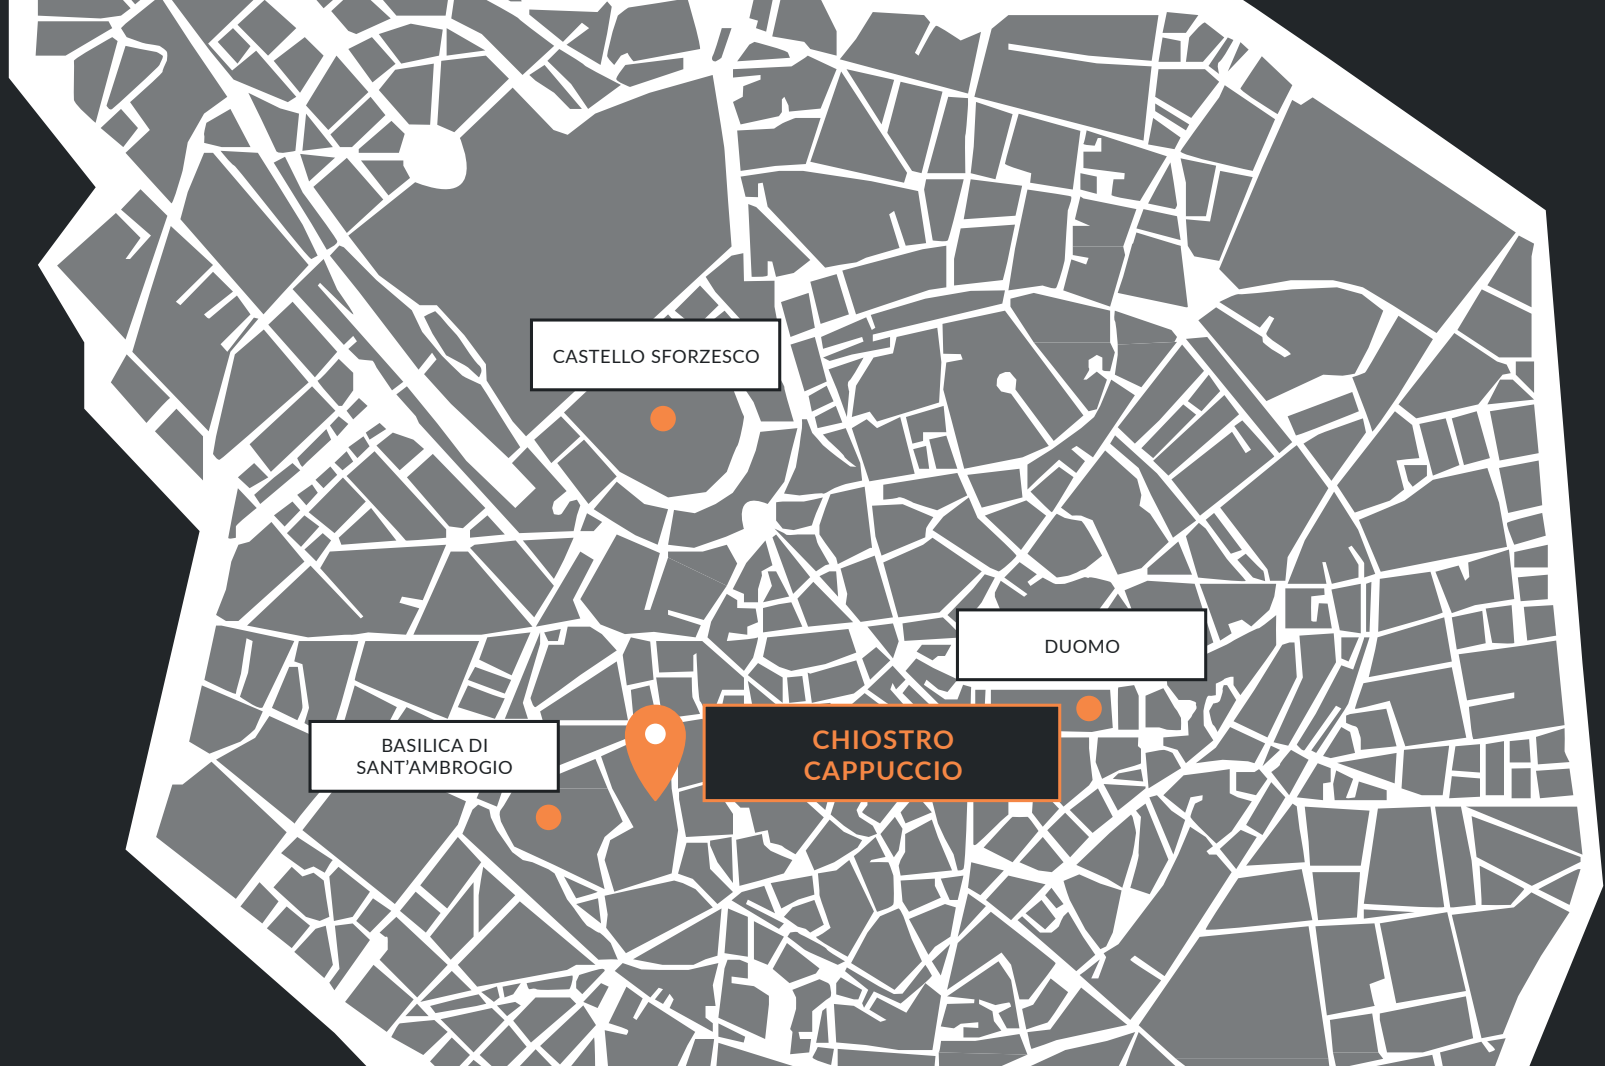 CASTELLO SFORZESCO
DUOMO
BASILICA DI
SANT'AMBROGIO
CHIOSTRO
CAPPUCCIO